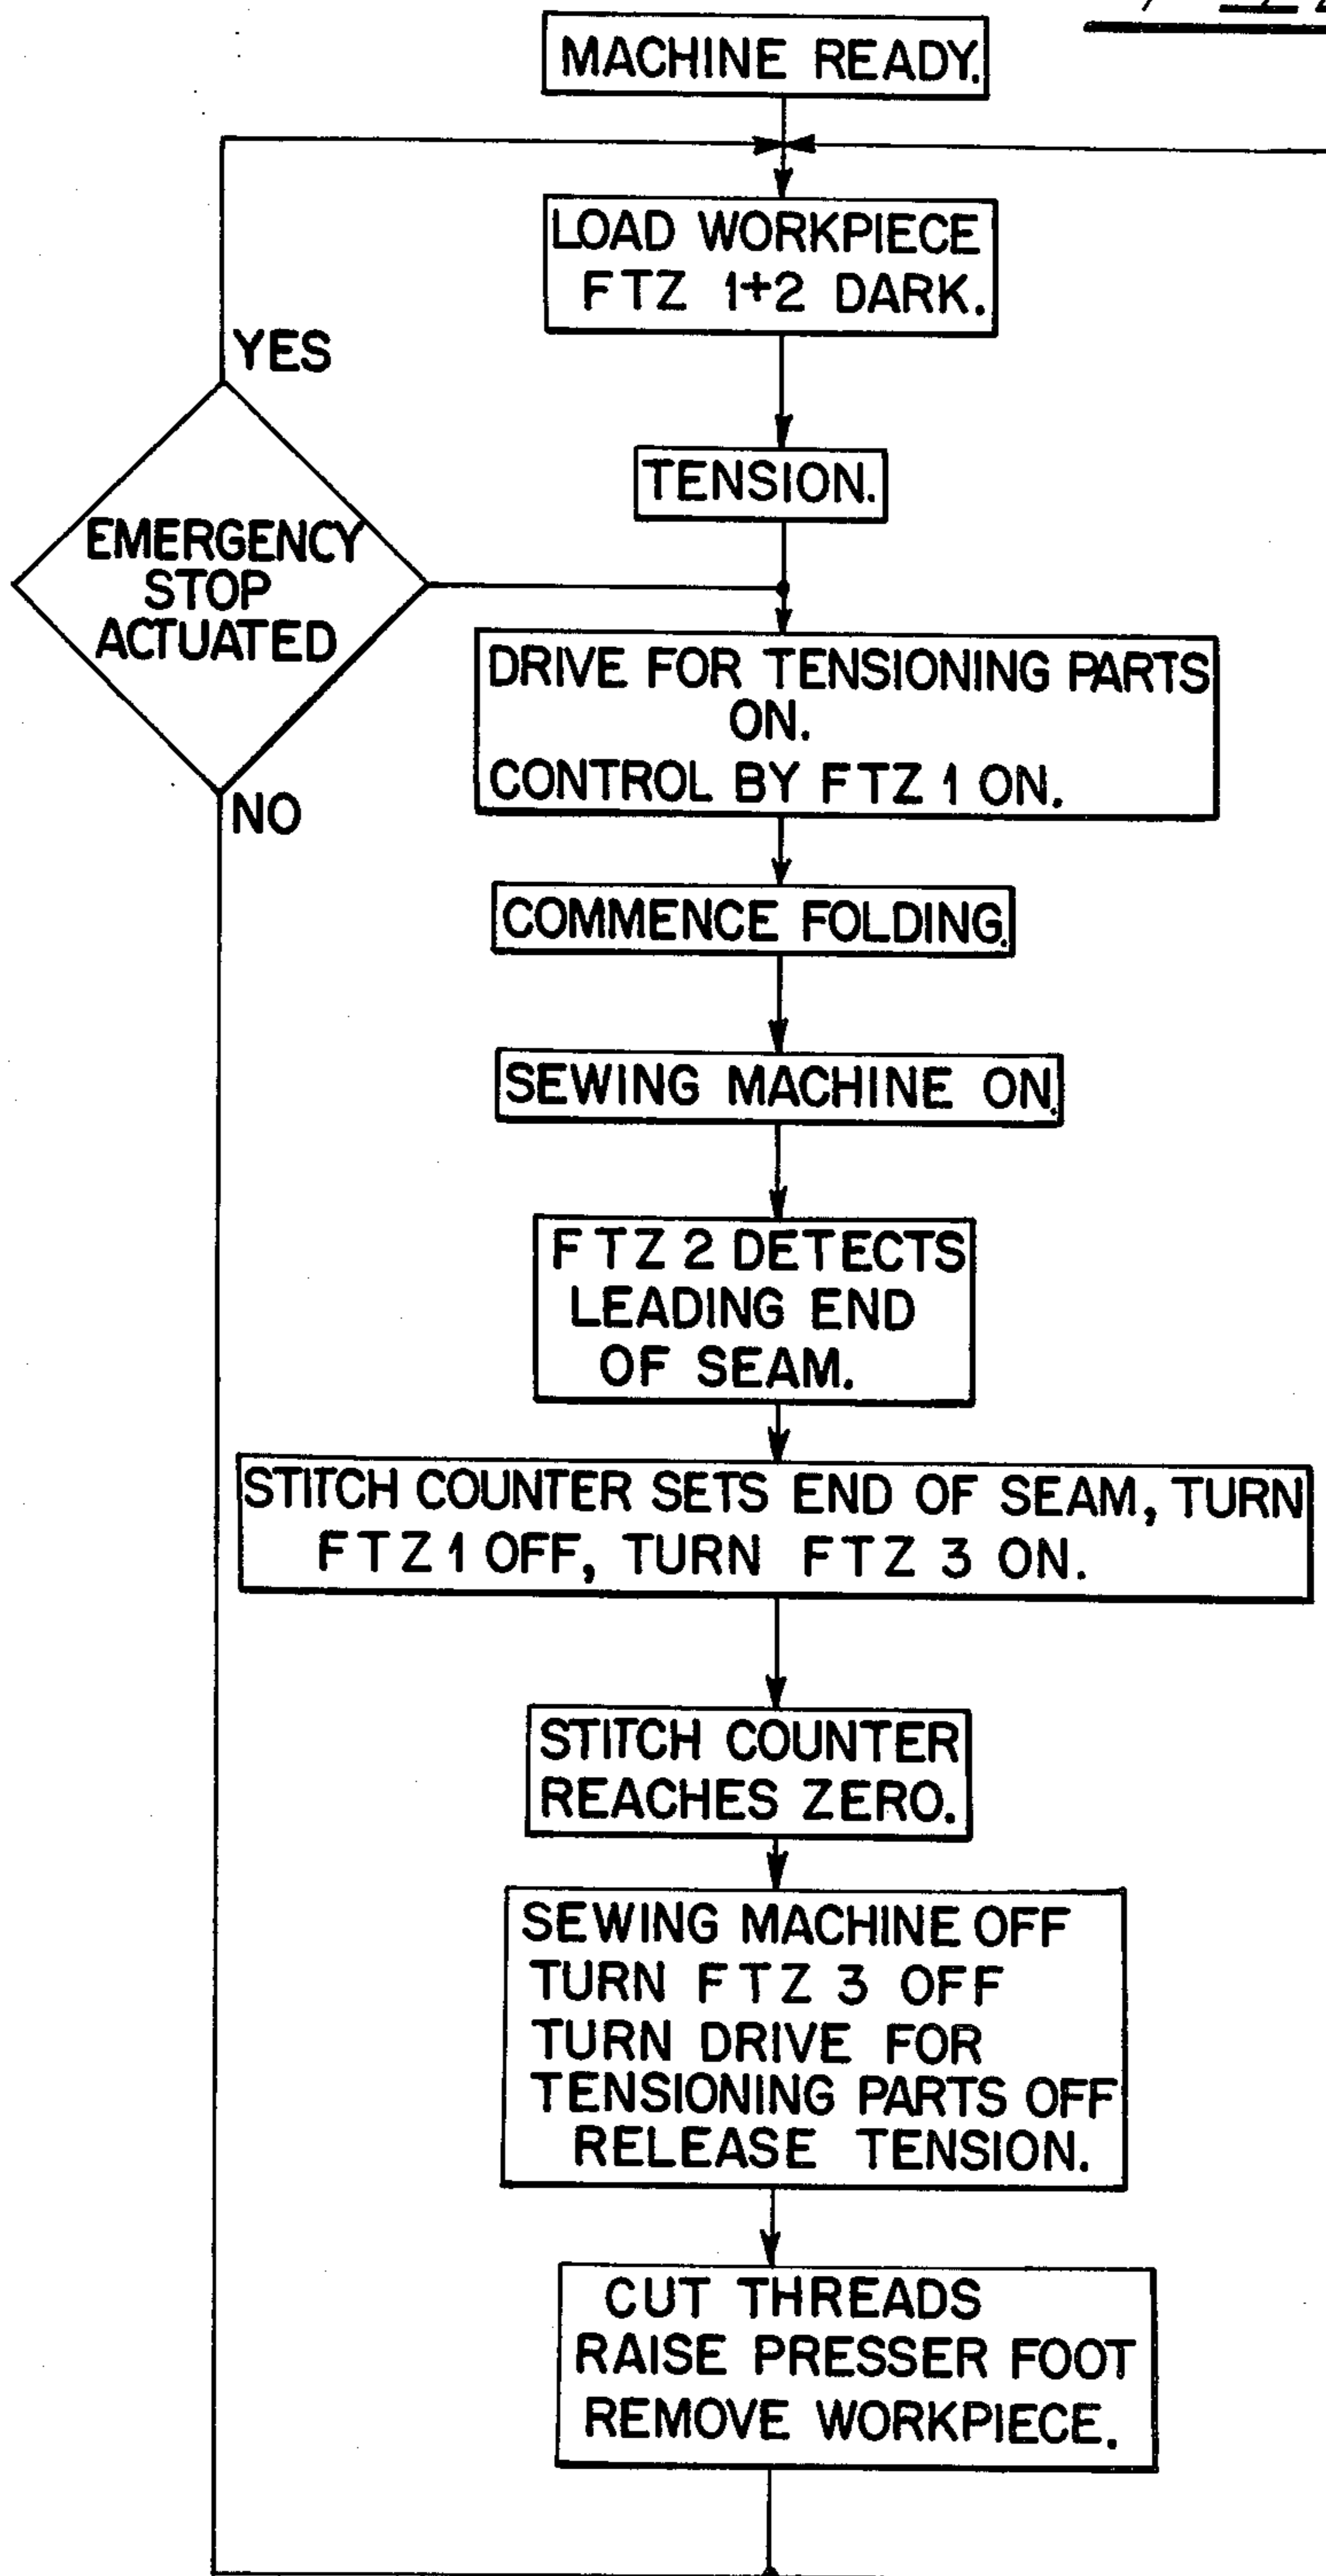 MACHINE READY.
LOAD WORKPIECE
FTZ 1+2 DARK.
YES
TENSION.
EMERGENCY
STOP
ACTUATED
DRIVE FOR TENSIONING PARTS
ON.
CONTROL BY FTZ 1 ON.
NO
COMMENCE FOLDING.
SEWING MACHINE ON.
FTZ 2 DETECTS
LEADING END
OF SEAM.
STITCH COUNTER SETS END OF SEAM, TURN
FTZ 1 OFF, TURN FTZ 3 ON.
STITCH COUNTER
REACHES ZERO.
SEWING MACHINE OFF
TURN FTZ 3 OFF
TURN DRIVE FOR
TENSIONING PARTS OFF
RELEASE TENSION.
CUT THREADS
RAISE PRESSER FOOT
REMOVE WORKPIECE.